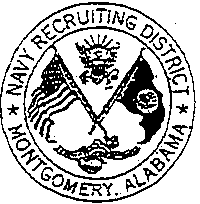 NAVY RECRUITING DISTRICT
MONTGOMERY, ALABAMA